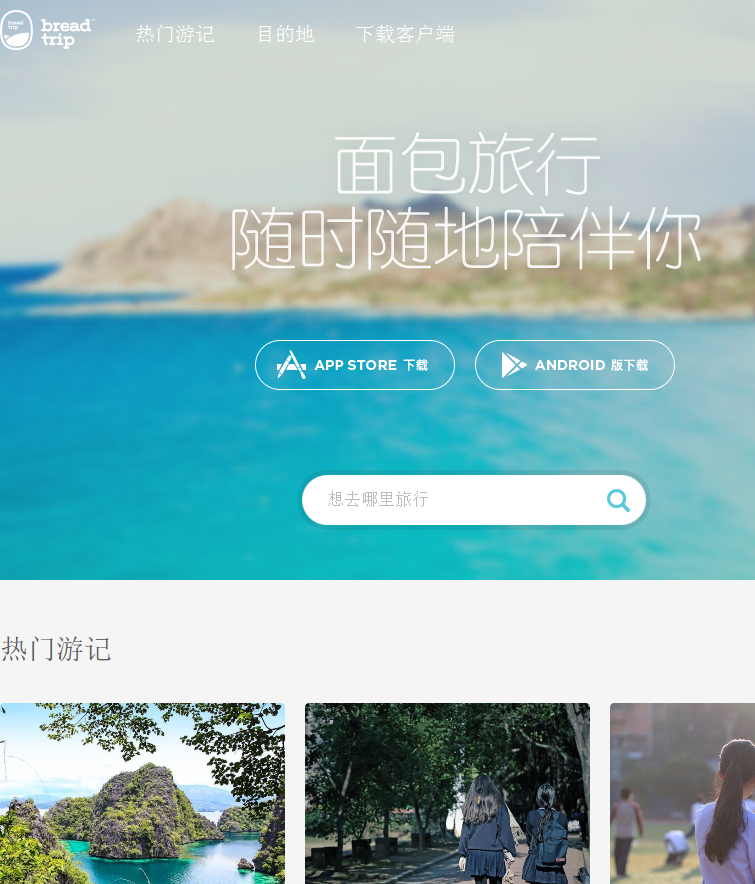 bread trip
bread
trip
热门游记
目的地
下载客户端
面包旅行
随时随地陪伴你
APP STORE 下载
ANDROID 版下载
想去哪里旅行
热门游记